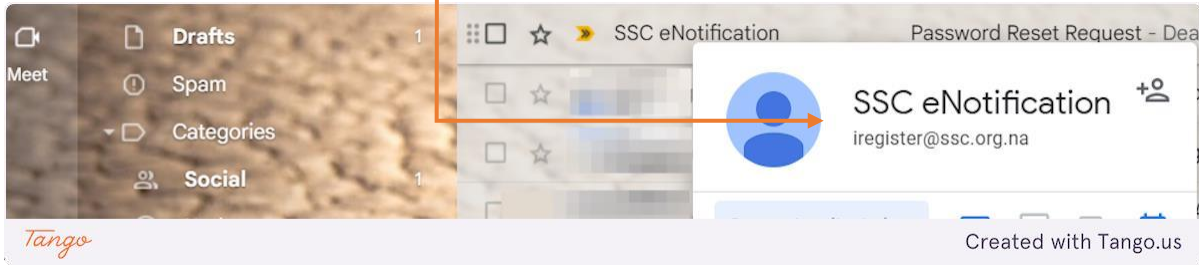 Drafts 1
SSC eNotification Password Reset Request - Dea
Meet
Spam
SSC eNotification
iregister@ssc.org.na
Categories
Social 1
Tango
Created with Tango.us